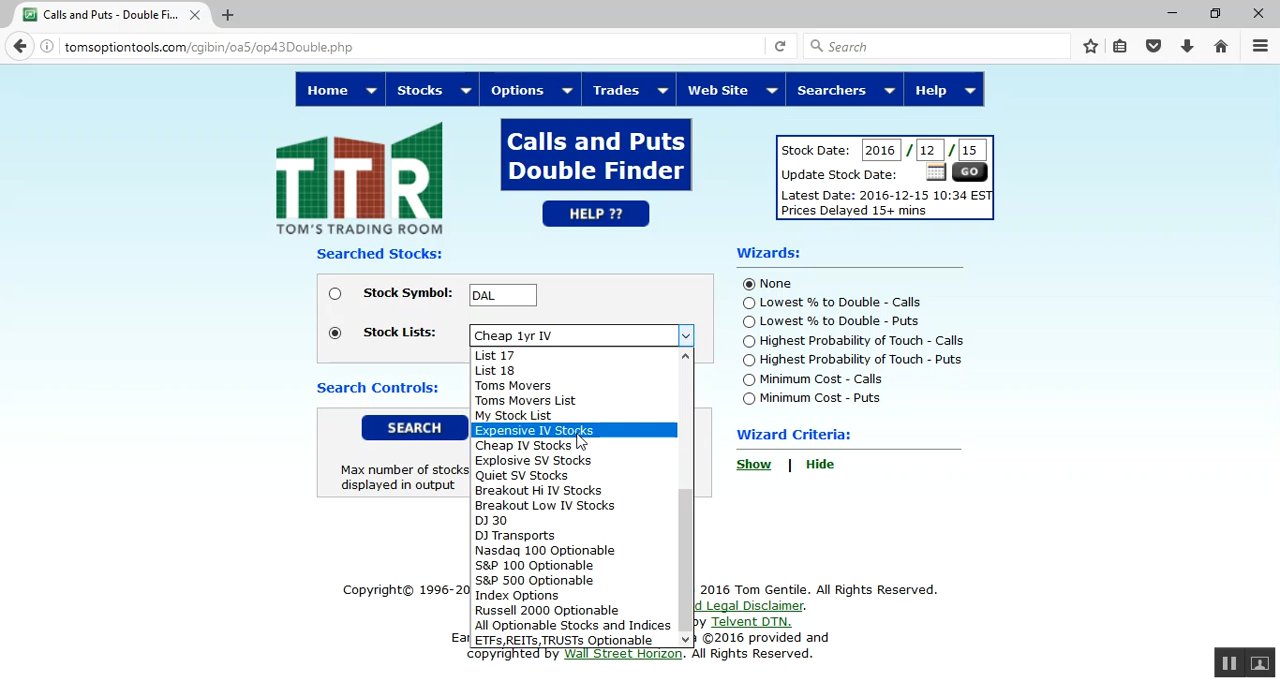 Calls and Puts - Double Fi...
tomsoptiontools.com/cgibin/oa5/op43Double.php
Search
Home
Stocks
Options
Trades
Web Site
Searchers
Help
TTR
TOM'S TRADING ROOM
Calls and Puts
Double Finder
HELP ??
Stock Date: 2016 / 12 / 15
Update Stock Date: GO
Latest Date: 2016-12-15 10:34 EST
Prices Delayed 15+ mins
Searched Stocks:
Stock Symbol: DAL
Stock Lists: Cheap 1yr IV
List 17
List 18
Toms Movers
Toms Movers List
My Stock List
Expensive IV Stocks
Cheap IV Stocks
Explosive SV Stocks
Quiet SV Stocks
Breakout Hi IV Stocks
Breakout Low IV Stocks
DJ 30
DJ Transports
Nasdaq 100 Optionable
S&P 100 Optionable
S&P 500 Optionable
Index Options
Russell 2000 Optionable
All Optionable Stocks and Indices
ETFs,REITs,TRUSTs Optionable
Search Controls:
SEARCH
Max number of stocks
displayed in output
Wizards:
None
Lowest % to Double - Calls
Lowest % to Double - Puts
Highest Probability of Touch - Calls
Highest Probability of Touch - Puts
Minimum Cost - Calls
Minimum Cost - Puts
Wizard Criteria:
Show | Hide
Copyright© 1996-20 2016 Tom Gentile. All Rights Reserved.
d Legal Disclaimer.
by Telvent DTN.
Ear a ©2016 provided and
copyrighted by Wall Street Horizon. All Rights Reserved.